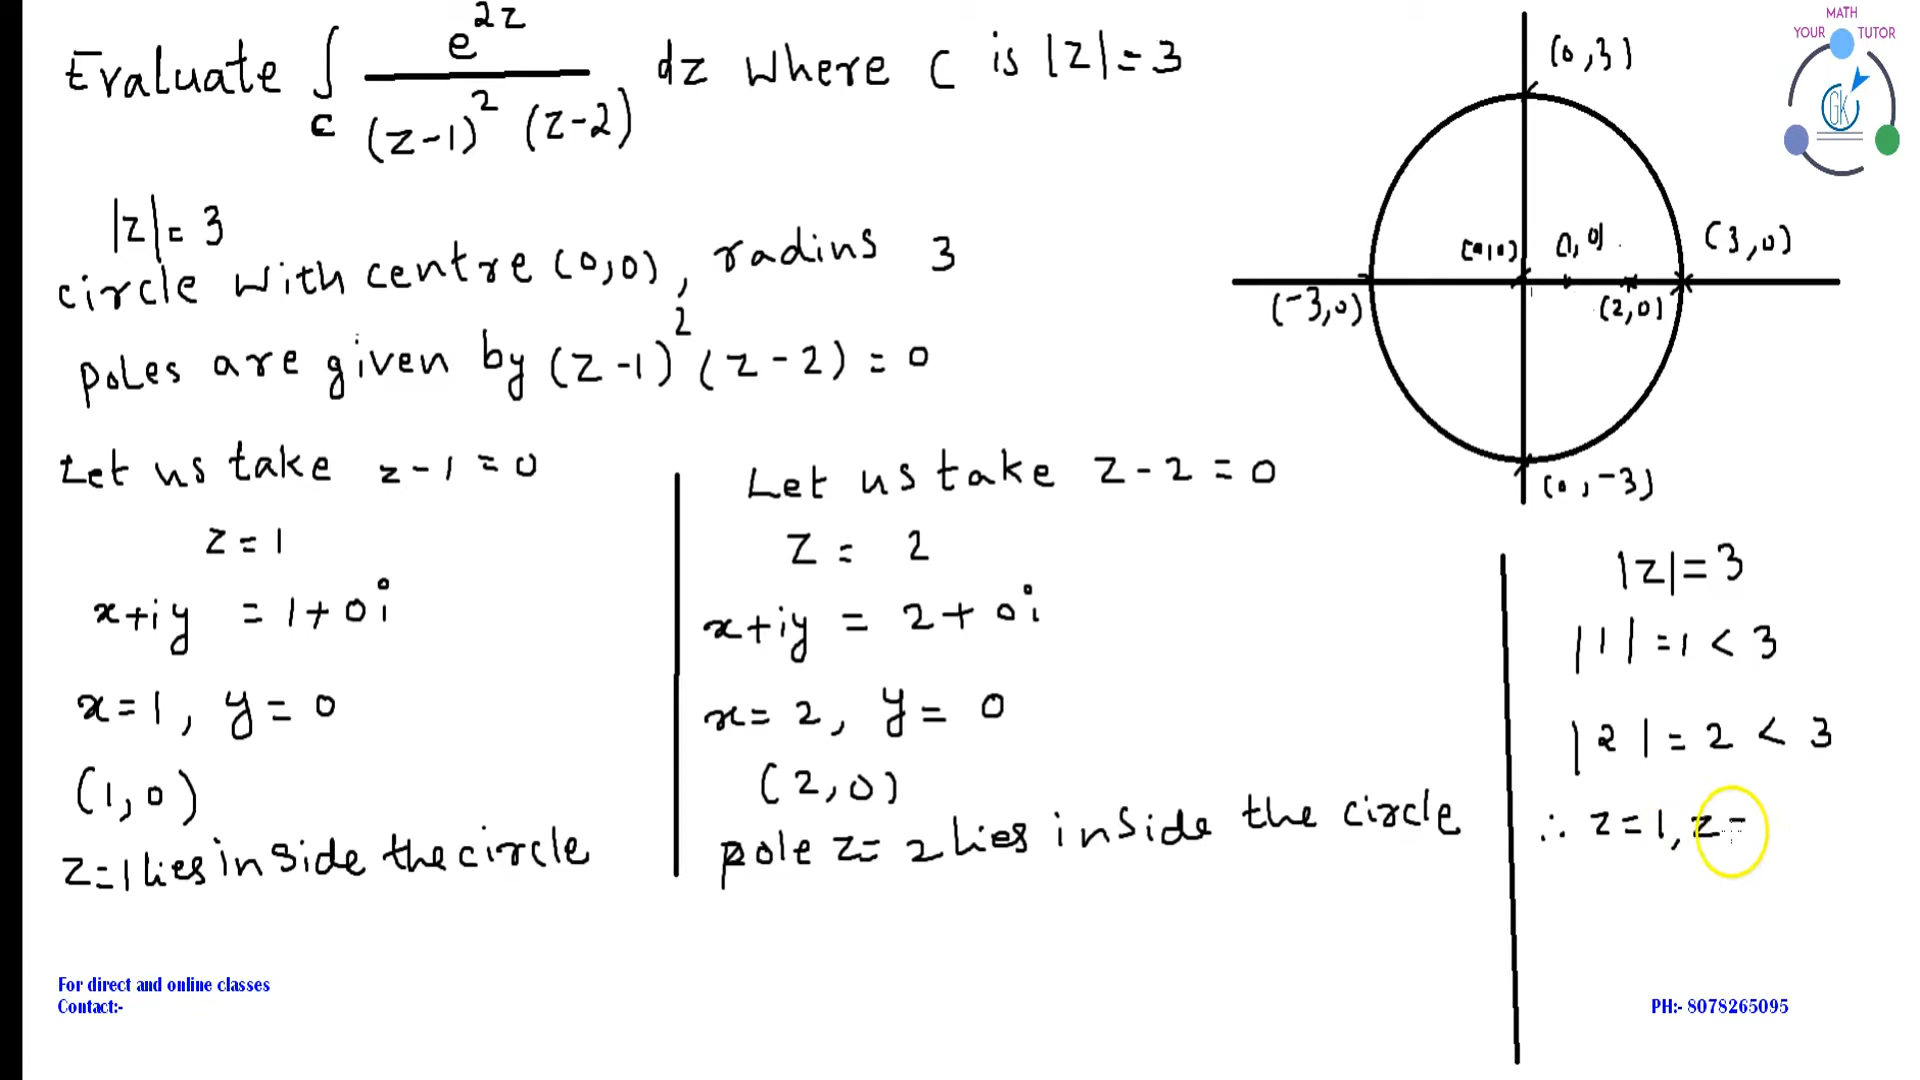 Evaluate ∫_C e^{2z} / (z-1)^2 (z-2) dz where C is |z| = 3
|z| = 3
circle with centre (0,0), radius 3
poles are given by (z-1)^2 (z-2) = 0
Let us take z-1 = 0
z = 1
x+iy = 1+0i
x=1, y=0
(1,0)
z=1 lies inside the circle
Let us take z-2 = 0
z = 2
x+iy = 2+0i
x=2, y=0
(2,0)
pole z=2 lies inside the circle
MATH
YOUR TUTOR
GK
(0,3)
(0,0) (1,0) (3,0)
(-3,0) (2,0)
(0,-3)
|z| = 3
|1| = 1 < 3
|2| = 2 < 3
∴ z=1, z=
For direct and online classes
Contact:-
PH:- 8078265095